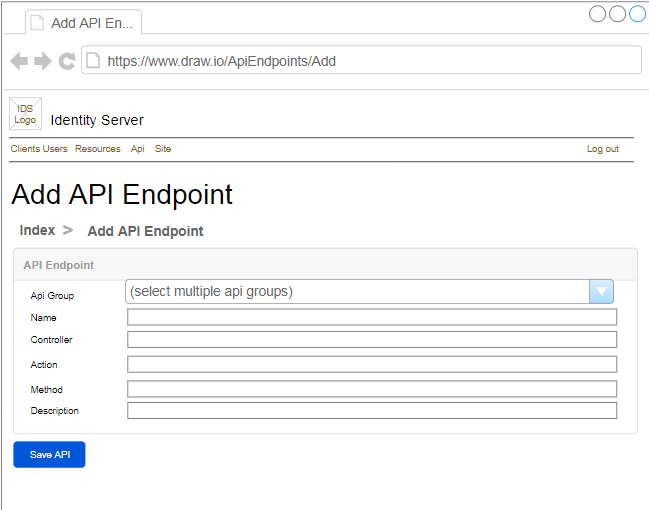 Add API En...
https://www.draw.io/ApiEndpoints/Add
IDS
Logo
Identity Server
Clients Users Resources Api Site Log out
Add API Endpoint
Index > Add API Endpoint
API Endpoint
Api Group (select multiple api groups)
Name
Controller
Action
Method
Description
Save API